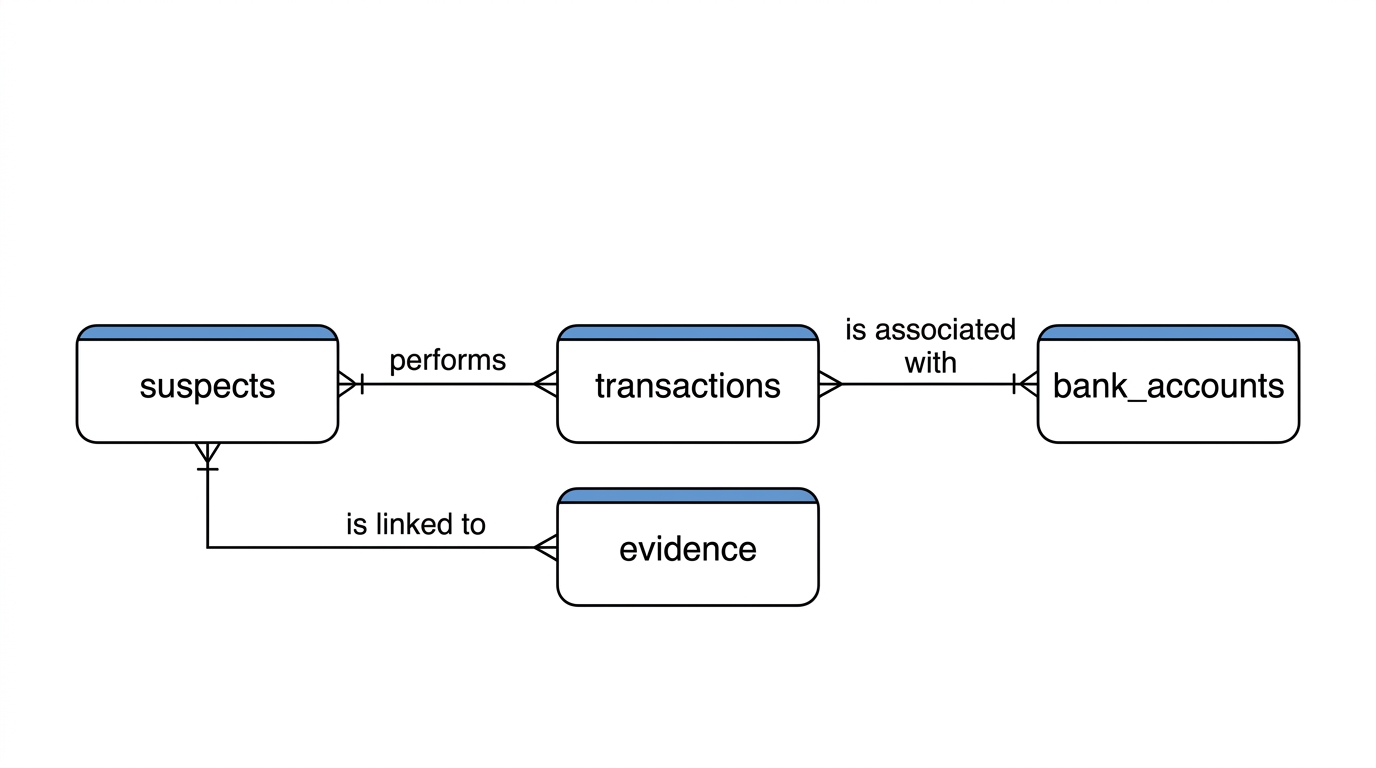 suspects
performs
transactions
is associated
with
bank_accounts
is linked to
evidence